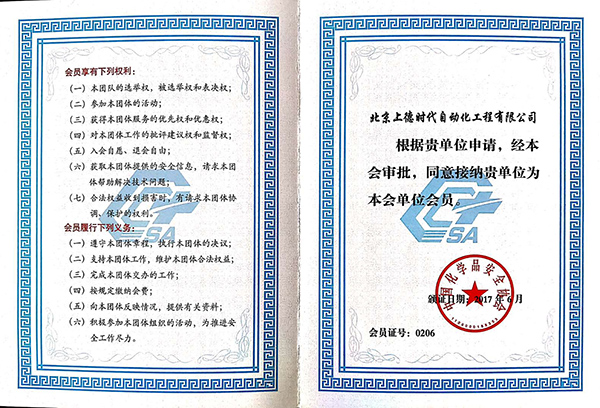 会员享有下列权利：
（一）本团队的选举权，被选举权和表决权；
（二）参加本团体的活动；
（三）获得本团体服务的优先权和优惠权；
（四）对本团体工作的批评建议权和监督权；
（五）入会自愿、退会自由；
（六）获取本团体提供的安全信息，请求本团
体帮助解决技术问题；
（七）合法权益收到损害时，有请求本团体协
调、保护的权利。
会员履行下列义务：
（一）遵守本团体章程，执行本团体的决议；
（二）支持本团体工作，维护本团体合法权益；
（三）完成本团体交办的工作；
（四）按规定缴纳会费；
（五）向本团体反映情况，提供有关资料；
（六）积极参加本团体组织的活动，为推进安
全工作尽力。
SA
北京上德时代自动化工程有限公司
根据贵单位申请，经本
会审批，同意接纳贵单位为
本会单位会员。
SA
中国化学品安全协会
颁证日期：2017年6月
会员证号：0206